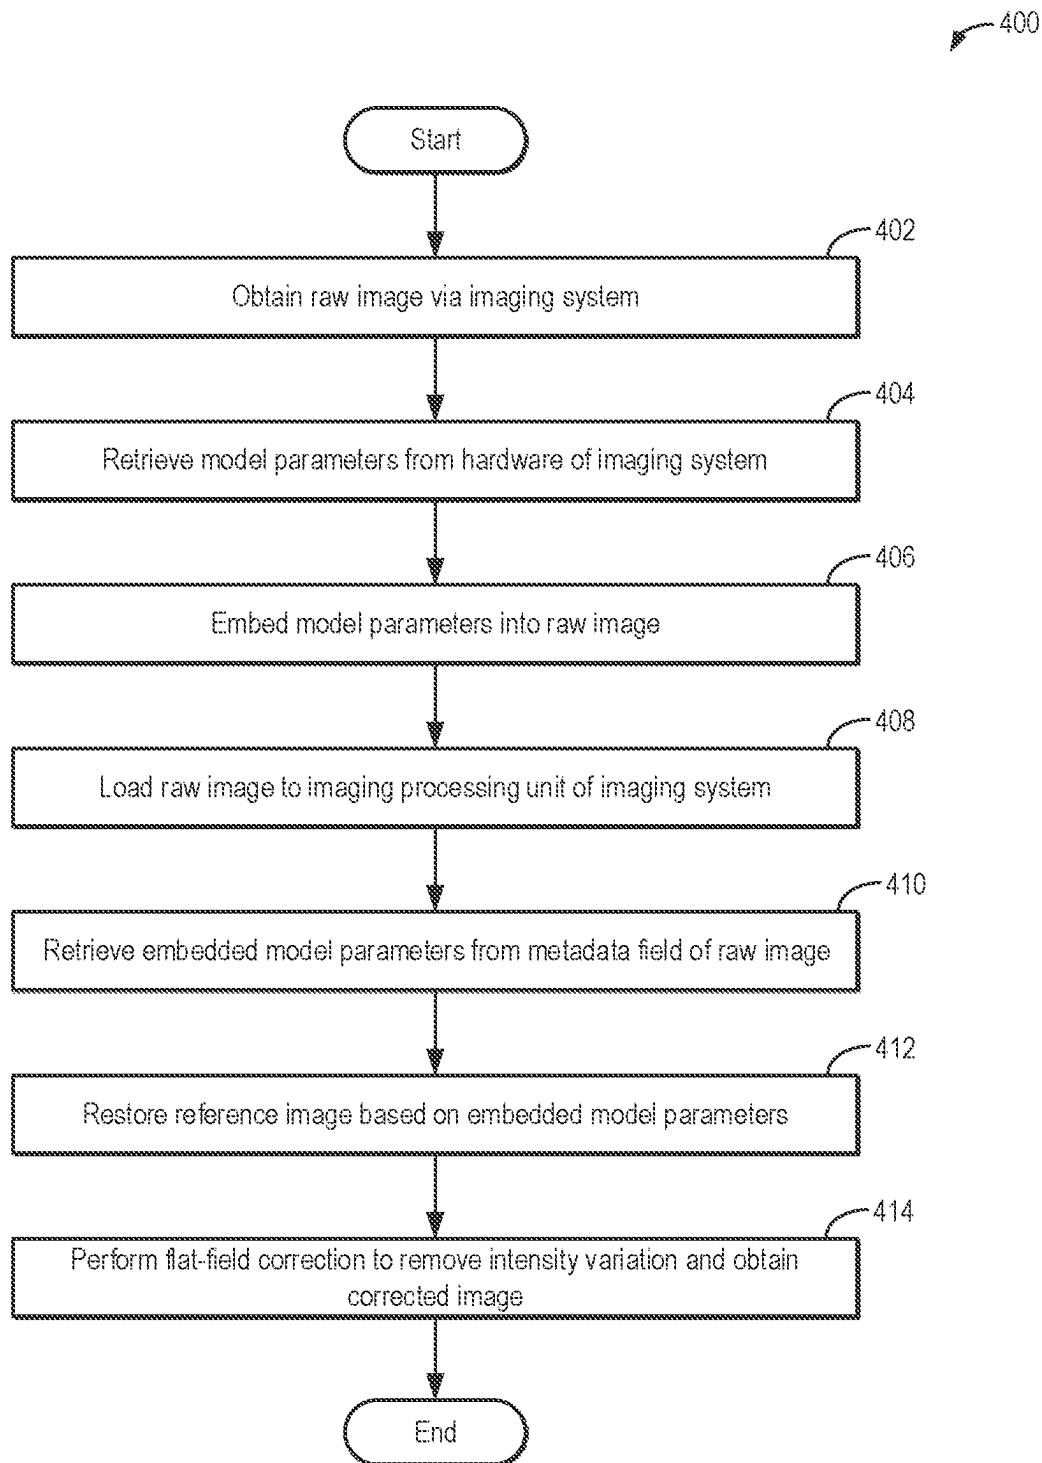 400
Start
402
Obtain raw image via imaging system
404
Retrieve model parameters from hardware of imaging system
406
Embed model parameters into raw image
408
Load raw image to imaging processing unit of imaging system
410
Retrieve embedded model parameters from metadata field of raw image
412
Restore reference image based on embedded model parameters
414
Perform flat-field correction to remove intensity variation and obtain
corrected image
End